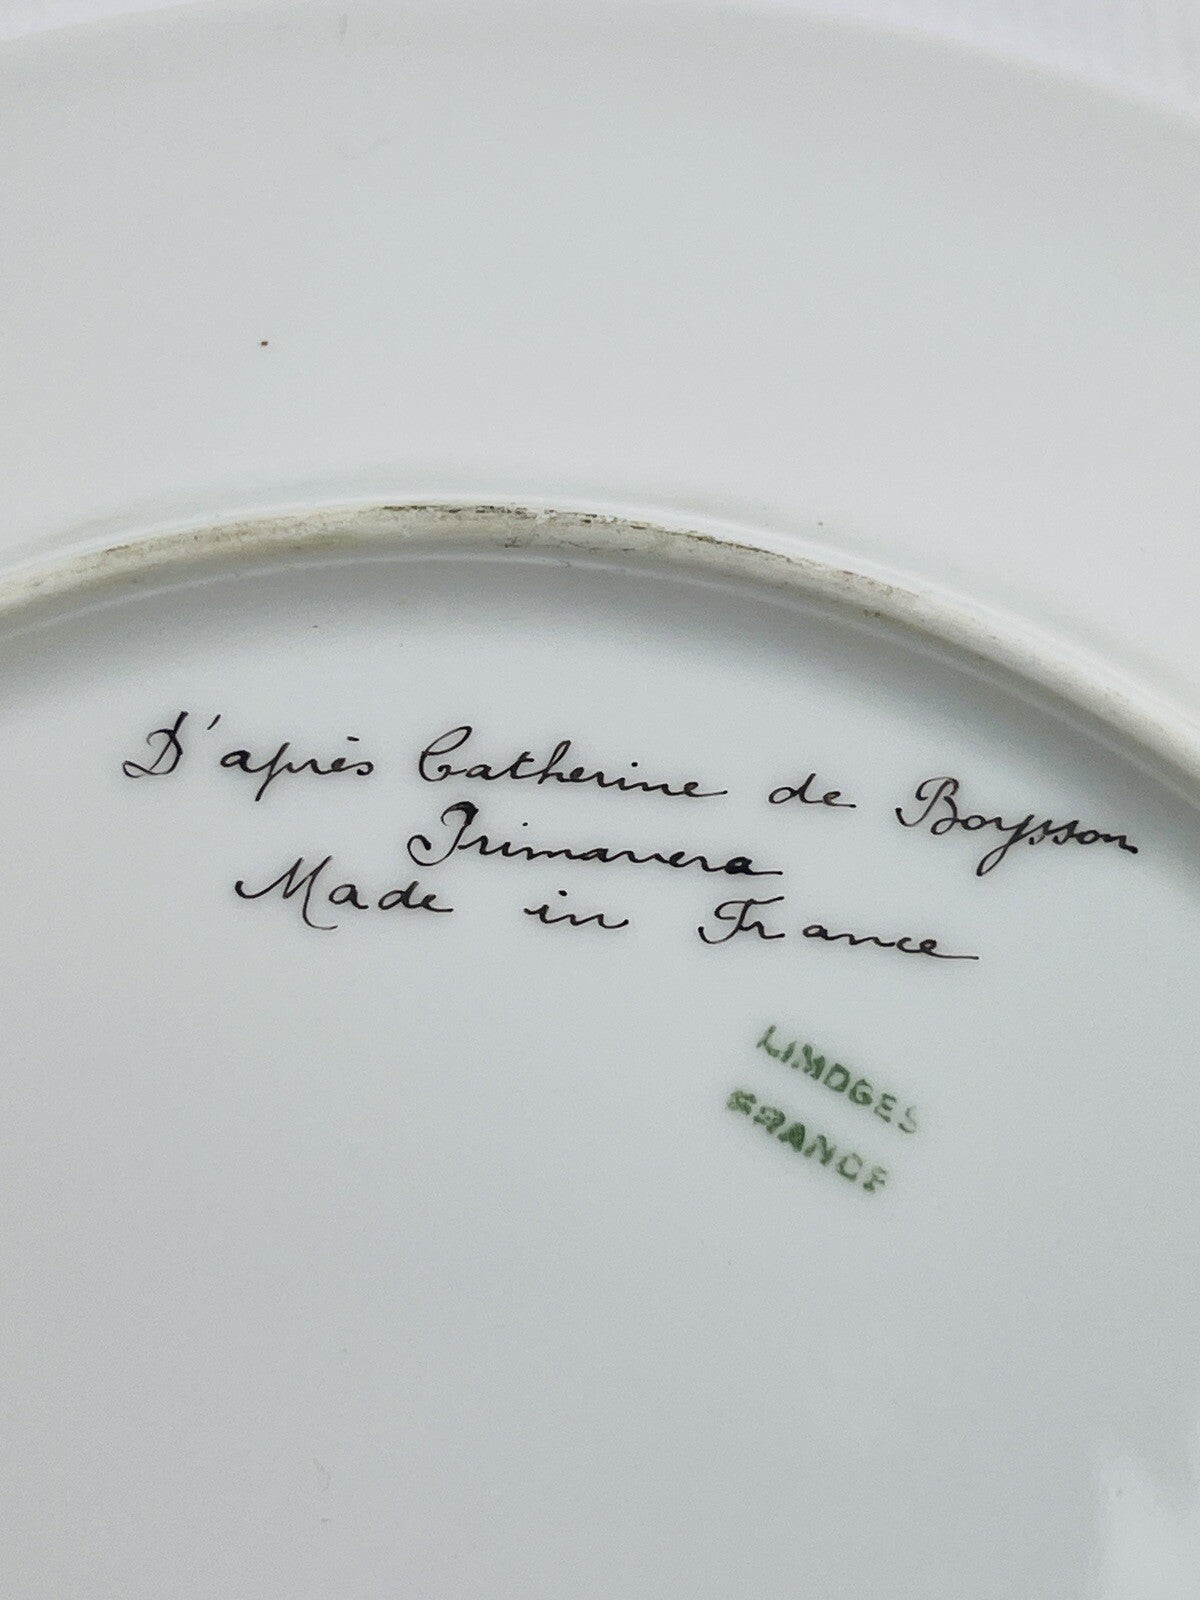 D'après Catherine de Boysson
Primavera
Made in France
LIMOGES
FRANCE